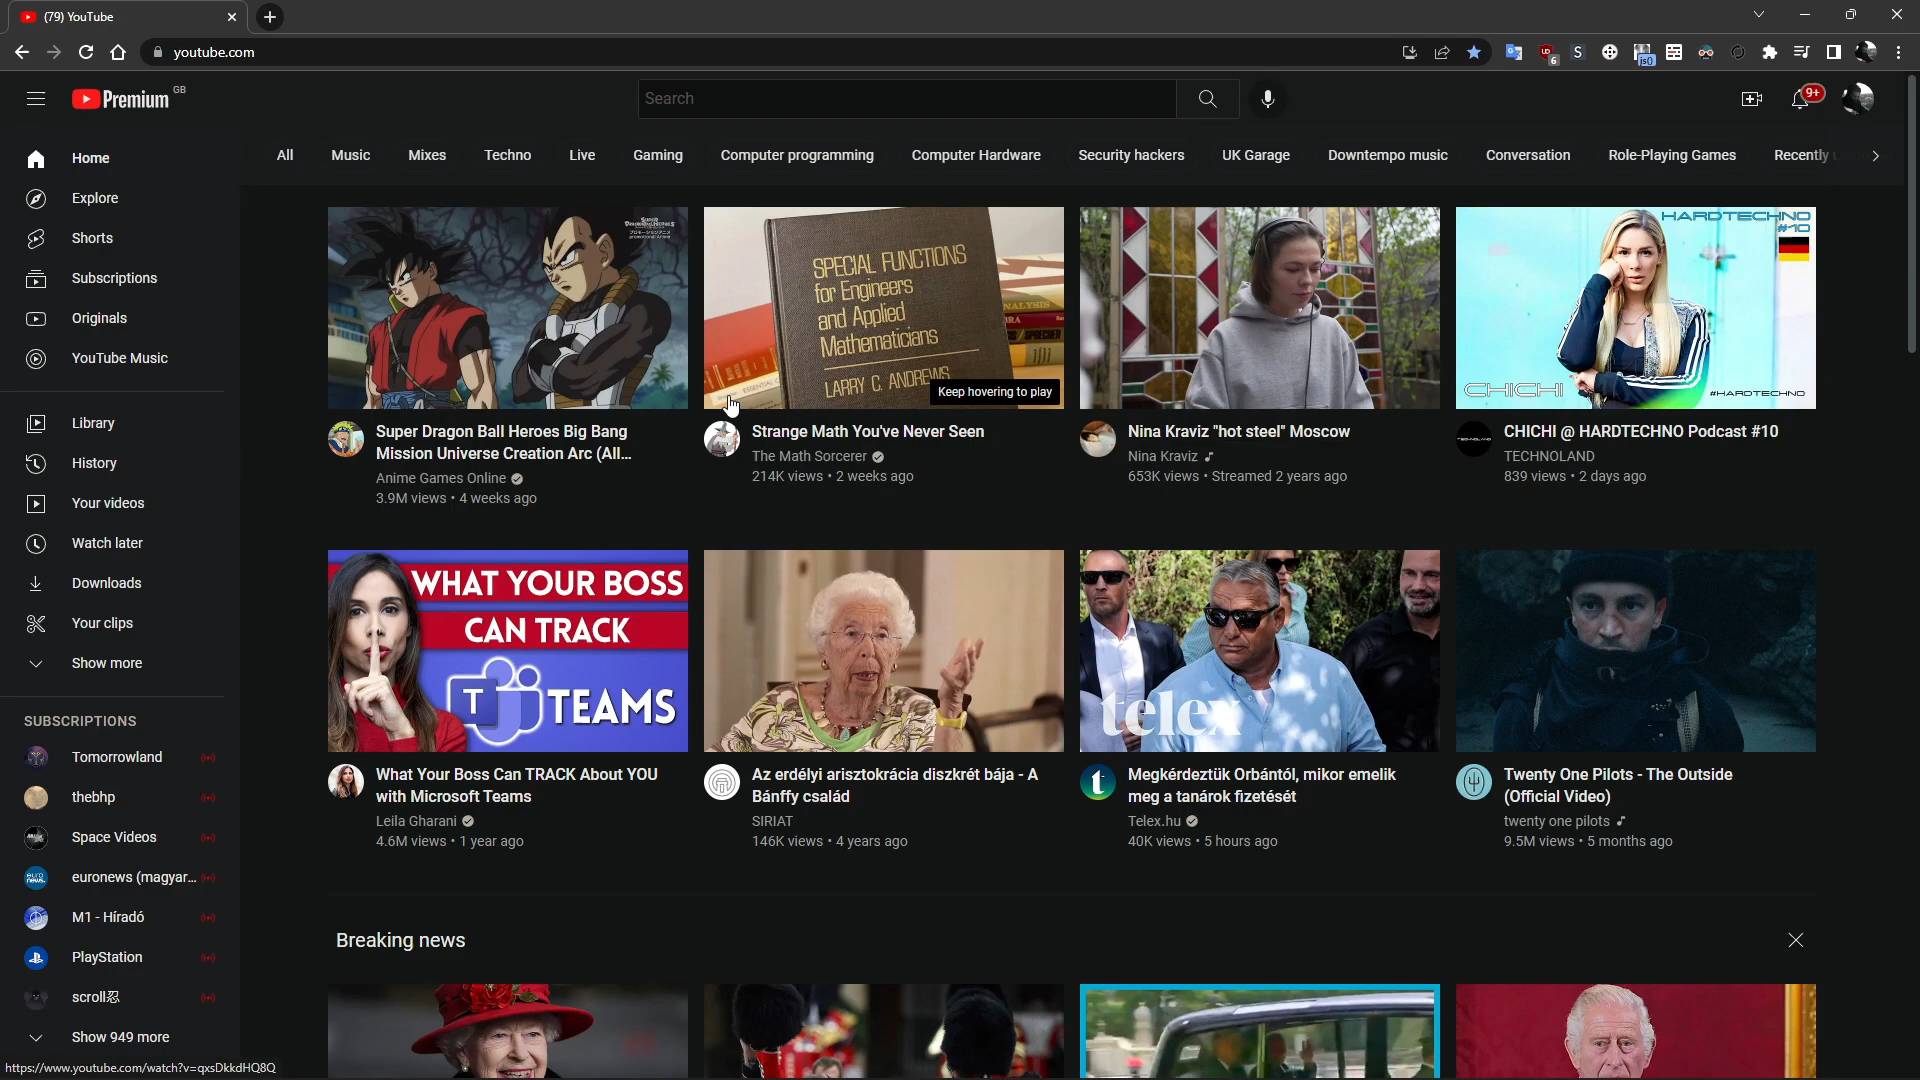 (79) YouTube
youtube.com
Premium GB
Search
9+
Home
Explore
Shorts
Subscriptions
Originals
YouTube Music
Library
History
Your videos
Watch later
Downloads
Your clips
Show more
SUBSCRIPTIONS
Tomorrowland
thebhp
Space Videos
euronews (magyar...
M1 - Híradó
PlayStation
scroll忍
Show 949 more
All
Music
Mixes
Techno
Live
Gaming
Computer programming
Computer Hardware
Security hackers
UK Garage
Downtempo music
Conversation
Role-Playing Games
Recently
SPECIAL FUNCTIONS
for Engineers
and Applied
Mathematicians
LARRY C. ANDREWS
Keep hovering to play
HARDTECHNO
#10
CHICHI
#HARDTECHNO
Super Dragon Ball Heroes Big Bang
Mission Universe Creation Arc (All...
Anime Games Online
3.9M views • 4 weeks ago
Strange Math You've Never Seen
The Math Sorcerer
214K views • 2 weeks ago
Nina Kraviz "hot steel" Moscow
Nina Kraviz
653K views • Streamed 2 years ago
CHICHI @ HARDTECHNO Podcast #10
TECHNOLAND
839 views • 2 days ago
WHAT YOUR BOSS
CAN TRACK
T TEAMS
telex
What Your Boss Can TRACK About YOU
with Microsoft Teams
Leila Gharani
4.6M views • 1 year ago
Az erdélyi arisztokrácia diszkrét bája - A
Bánffy család
SIRIAT
146K views • 4 years ago
Megkérdeztük Orbántól, mikor emelik
meg a tanárok fizetését
Telex.hu
40K views • 5 hours ago
Twenty One Pilots - The Outside
(Official Video)
twenty one pilots
9.5M views • 5 months ago
Breaking news
https://www.youtube.com/watch?v=qxsDkkdHQ8Q